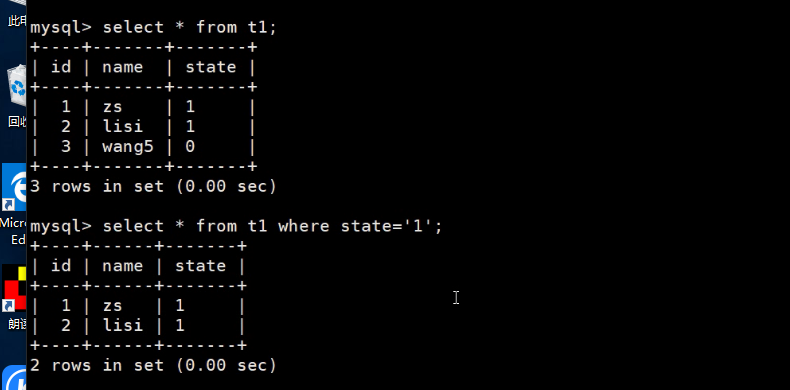 此电
mysql> select * from t1;
+----+-------+-------+
| id | name  | state |
+----+-------+-------+
|  1 | zs    | 1     |
|  2 | lisi  | 1     |
|  3 | wang5 | 0     |
+----+-------+-------+
3 rows in set (0.00 sec)
回收
mysql> select * from t1 where state='1';
+----+------+-------+
| id | name | state |
+----+------+-------+
|  1 | zs   | 1     |
|  2 | lisi | 1     |
+----+------+-------+
2 rows in set (0.00 sec)
Micro
Ed